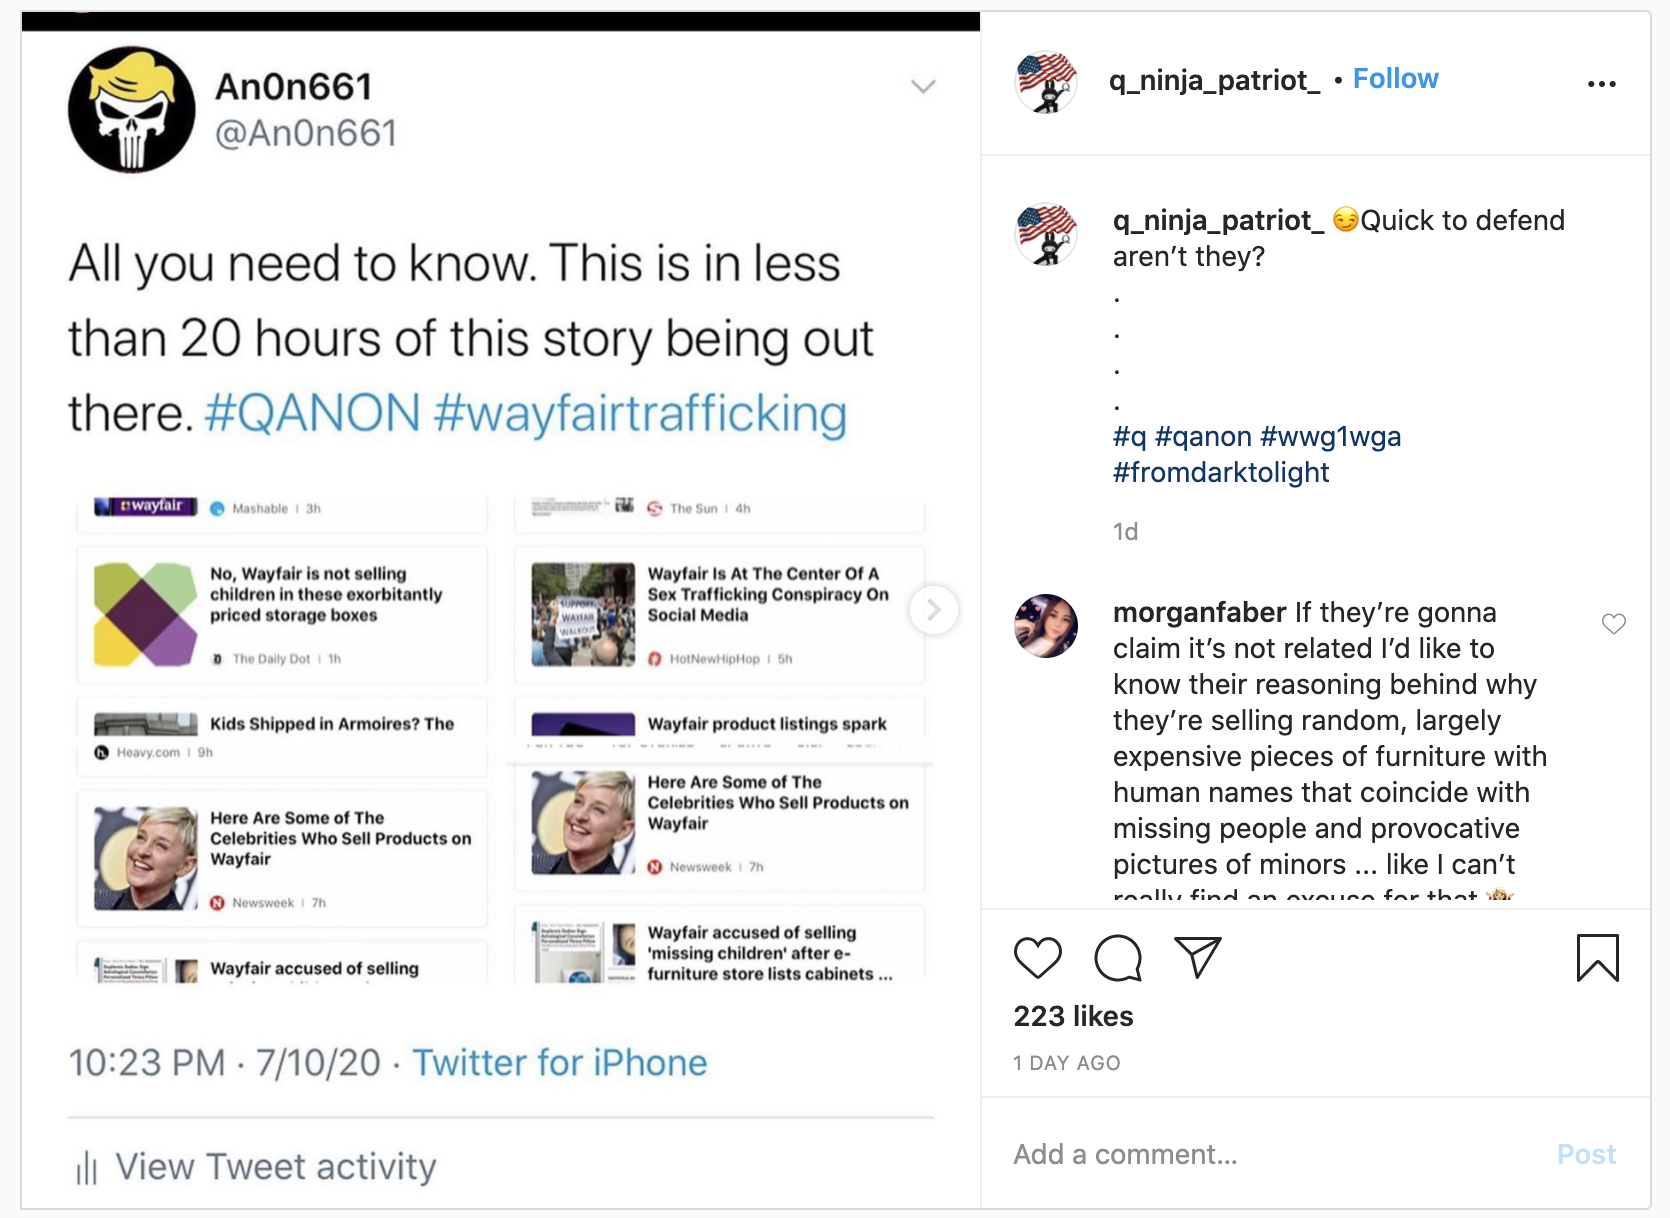 An0n661
@An0n661
All you need to know. This is in less
than 20 hours of this story being out
there. #QANON #wayfairtrafficking
wayfair
Mashable | 3h
No, Wayfair is not selling
children in these exorbitantly
priced storage boxes
The Daily Dot | 1h
Kids Shipped in Armoires? The
Heavy.com | 9h
Here Are Some of The
Celebrities Who Sell Products on
Wayfair
Newsweek | 7h
Wayfair accused of selling
The Sun | 4h
SUPPORT
WAYFAIR
WALKOUT
Wayfair Is At The Center Of A
Sex Trafficking Conspiracy On
Social Media
HotNewHipHop | 5h
Wayfair product listings spark
Here Are Some of The
Celebrities Who Sell Products on
Wayfair
Newsweek | 7h
Wayfair accused of selling
'missing children' after e-
furniture store lists cabinets ...
10:23 PM · 7/10/20 · Twitter for iPhone
View Tweet activity
q_ninja_patriot_ • Follow
q_ninja_patriot_ 😏Quick to defend
aren't they?
.
.
.
.
#q #qanon #wwg1wga
#fromdarktolight
1d
morganfaber If they're gonna
claim it's not related I'd like to
know their reasoning behind why
they're selling random, largely
expensive pieces of furniture with
human names that coincide with
missing people and provocative
pictures of minors ... like I can't
really find an excuse for that
223 likes
1 DAY AGO
Add a comment...
Post